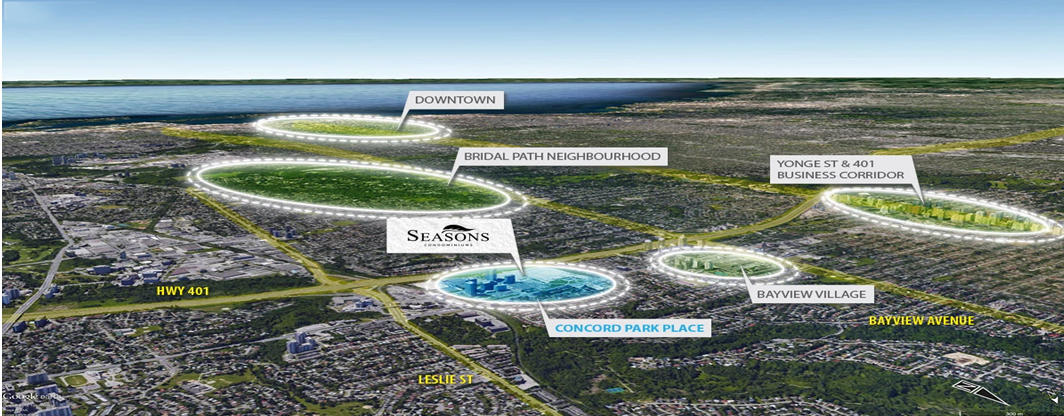 DOWNTOWN
BRIDAL PATH NEIGHBOURHOOD
YONGE ST & 401
BUSINESS CORRIDOR
SEASONS
CONDOMINIUMS
HWY 401
BAYVIEW VILLAGE
CONCORD PARK PLACE
BAYVIEW AVENUE
LESLIE ST
Google earth
300 m